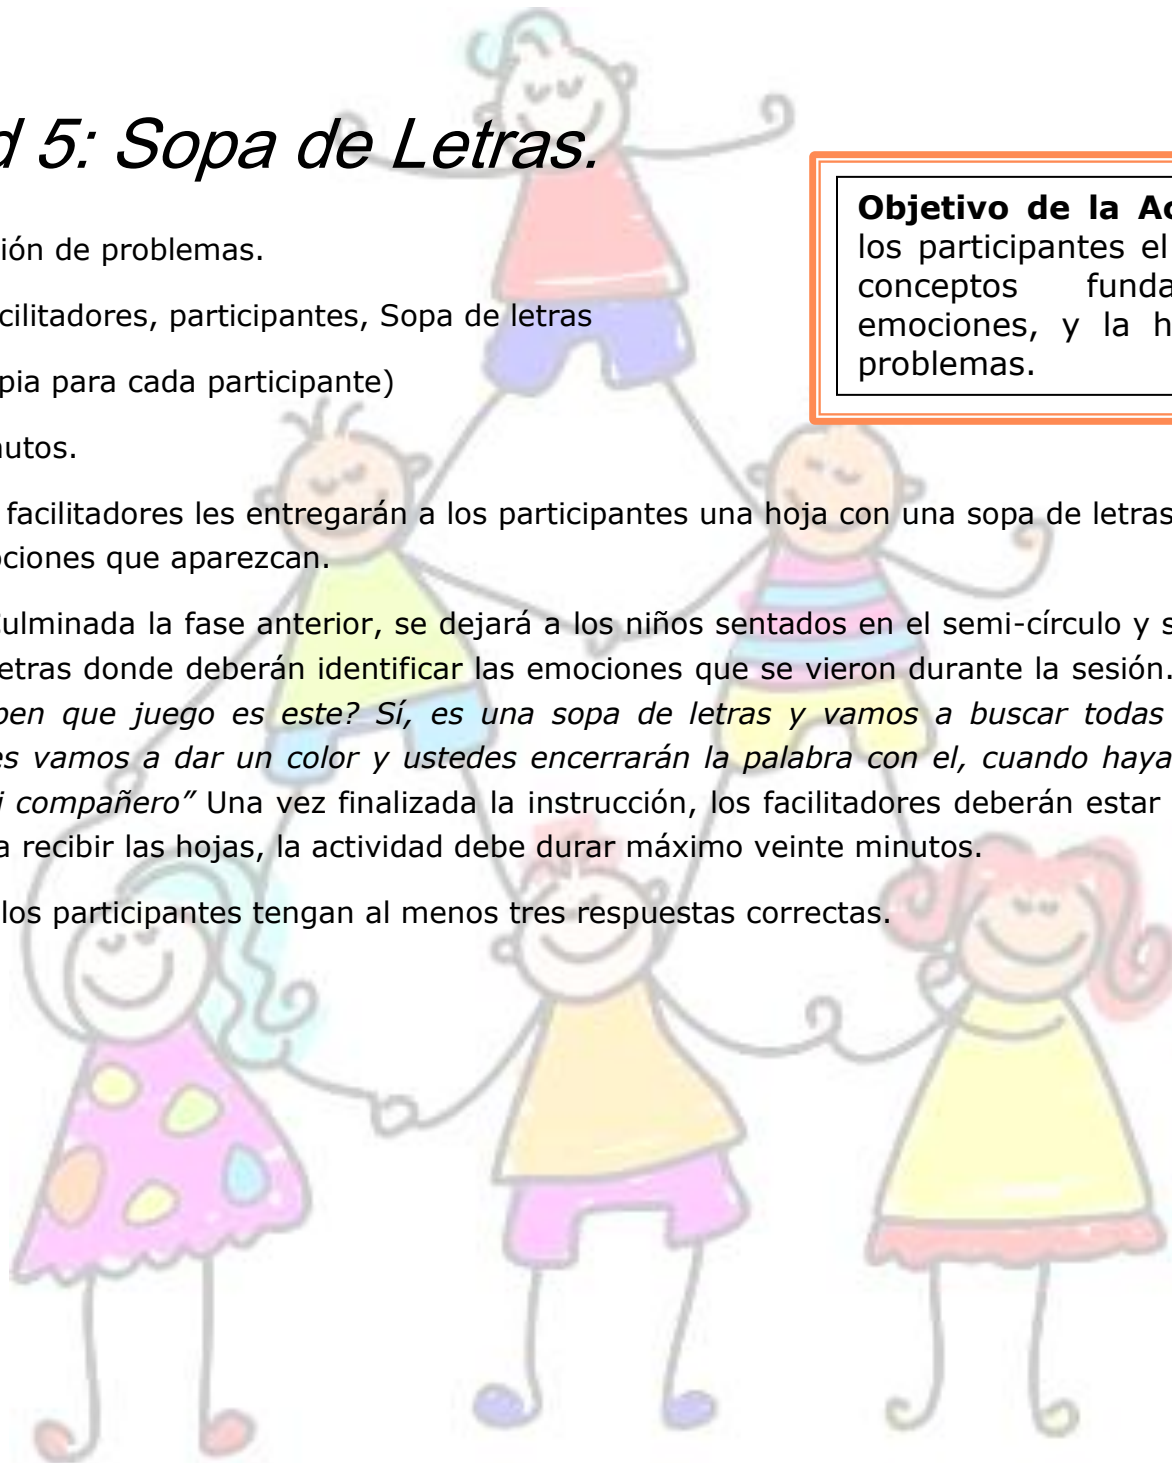 d 5: Sopa de Letras.
Objetivo de la Ac
los participantes el
conceptos funda
emociones, y la h
problemas.
ión de problemas.
cilitadores, participantes, Sopa de letras
pia para cada participante)
nutos.
facilitadores les entregarán a los participantes una hoja con una sopa de letras
ociones que aparezcan.
ulminada la fase anterior, se dejará a los niños sentados en el semi-círculo y s
etras donde deberán identificar las emociones que se vieron durante la sesión.
ben que juego es este? Sí, es una sopa de letras y vamos a buscar todas
es vamos a dar un color y ustedes encerrarán la palabra con el, cuando haya
i compañero” Una vez finalizada la instrucción, los facilitadores deberán estar
a recibir las hojas, la actividad debe durar máximo veinte minutos.
los participantes tengan al menos tres respuestas correctas.